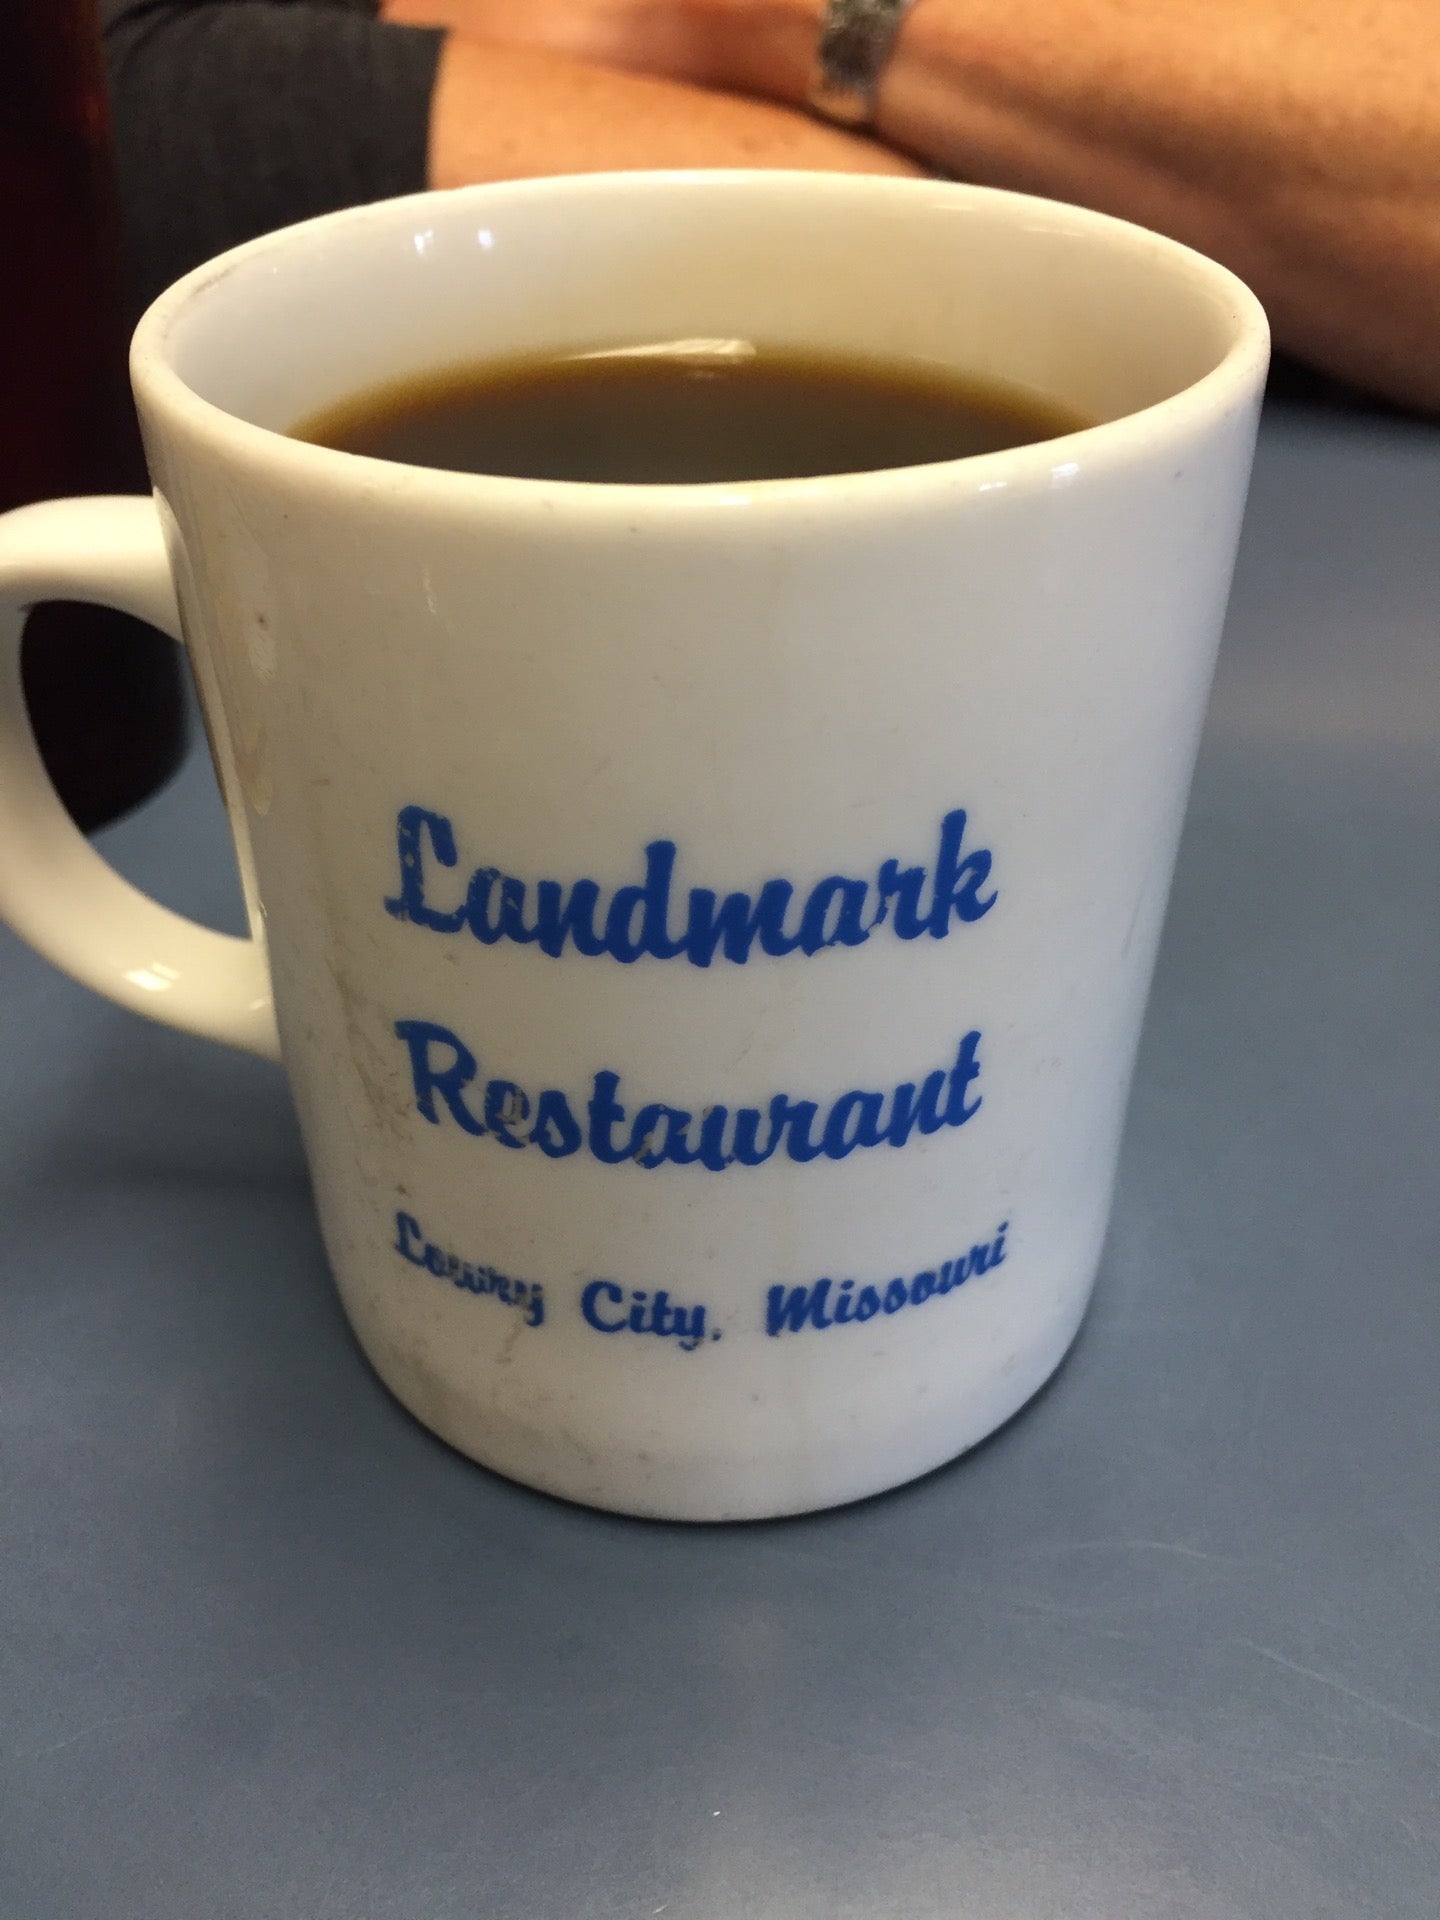 Landmark
Restaurant
Lowry City, Missouri